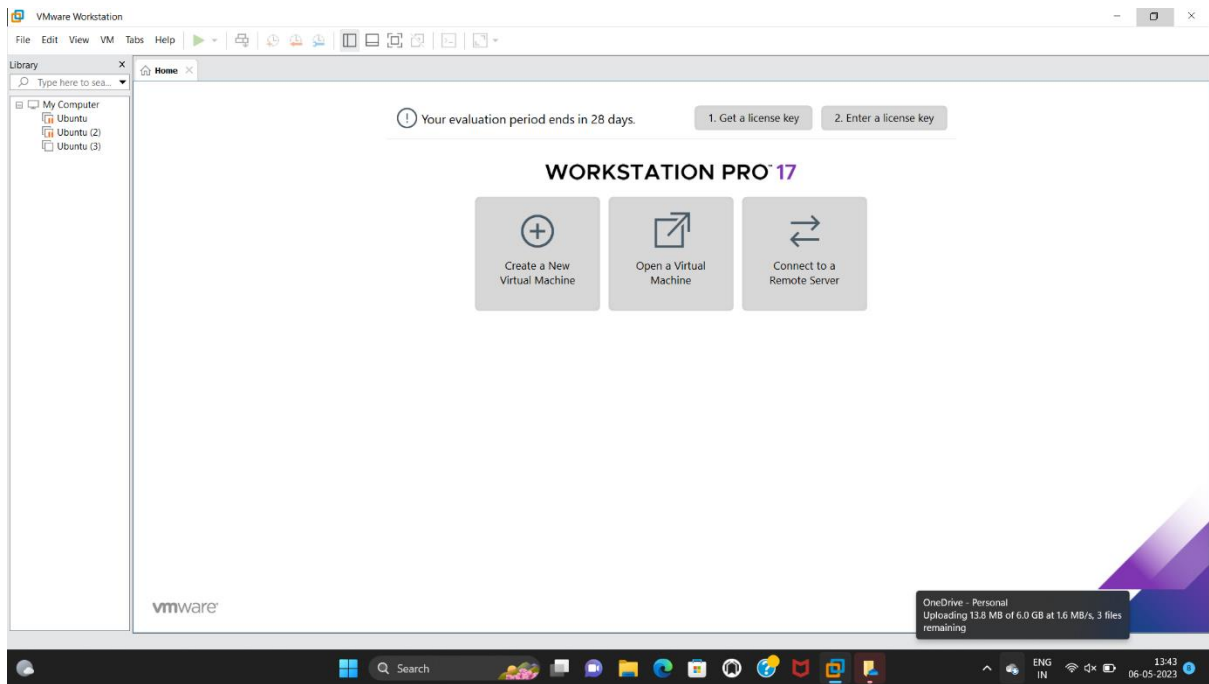 VMware Workstation
File Edit View VM Tabs Help
Library X
Type here to sea...
Home
My Computer
Ubuntu
Ubuntu (2)
Ubuntu (3)
Your evaluation period ends in 28 days.
1. Get a license key
2. Enter a license key
WORKSTATION PRO™ 17
Create a New
Virtual Machine
Open a Virtual
Machine
Connect to a
Remote Server
vmware
OneDrive - Personal
Uploading 13.8 MB of 6.0 GB at 1.6 MB/s, 3 files
remaining
Search
ENG
IN
13:43
06-05-2023
8